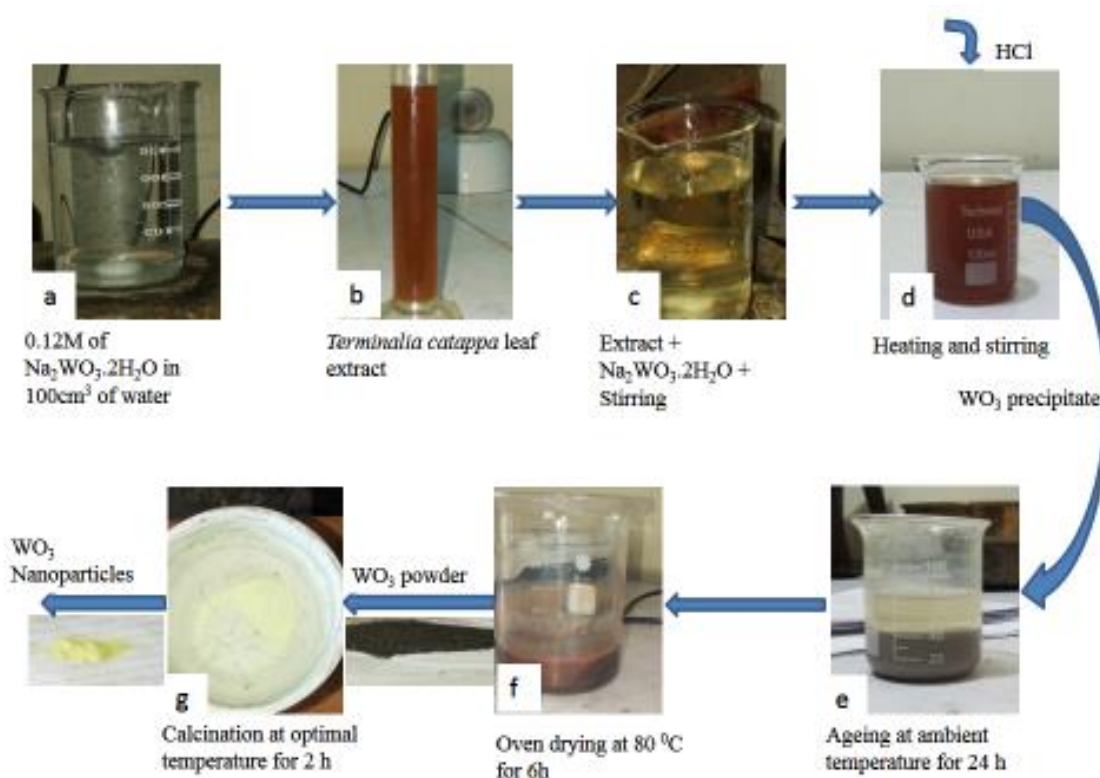 HCl
a
b
c
d
0.12M of
Na₂WO₃.2H₂O in
100cm³ of water
Terminalia catappa leaf
extract
Extract +
Na₂WO₃.2H₂O +
Stirring
Heating and stirring
WO₃ precipitate
WO₃
Nanoparticles
WO₃ powder
g
f
e
Calcination at optimal
temperature for 2 h
Oven drying at 80 ⁰C
for 6h
Ageing at ambient
temperature for 24 h